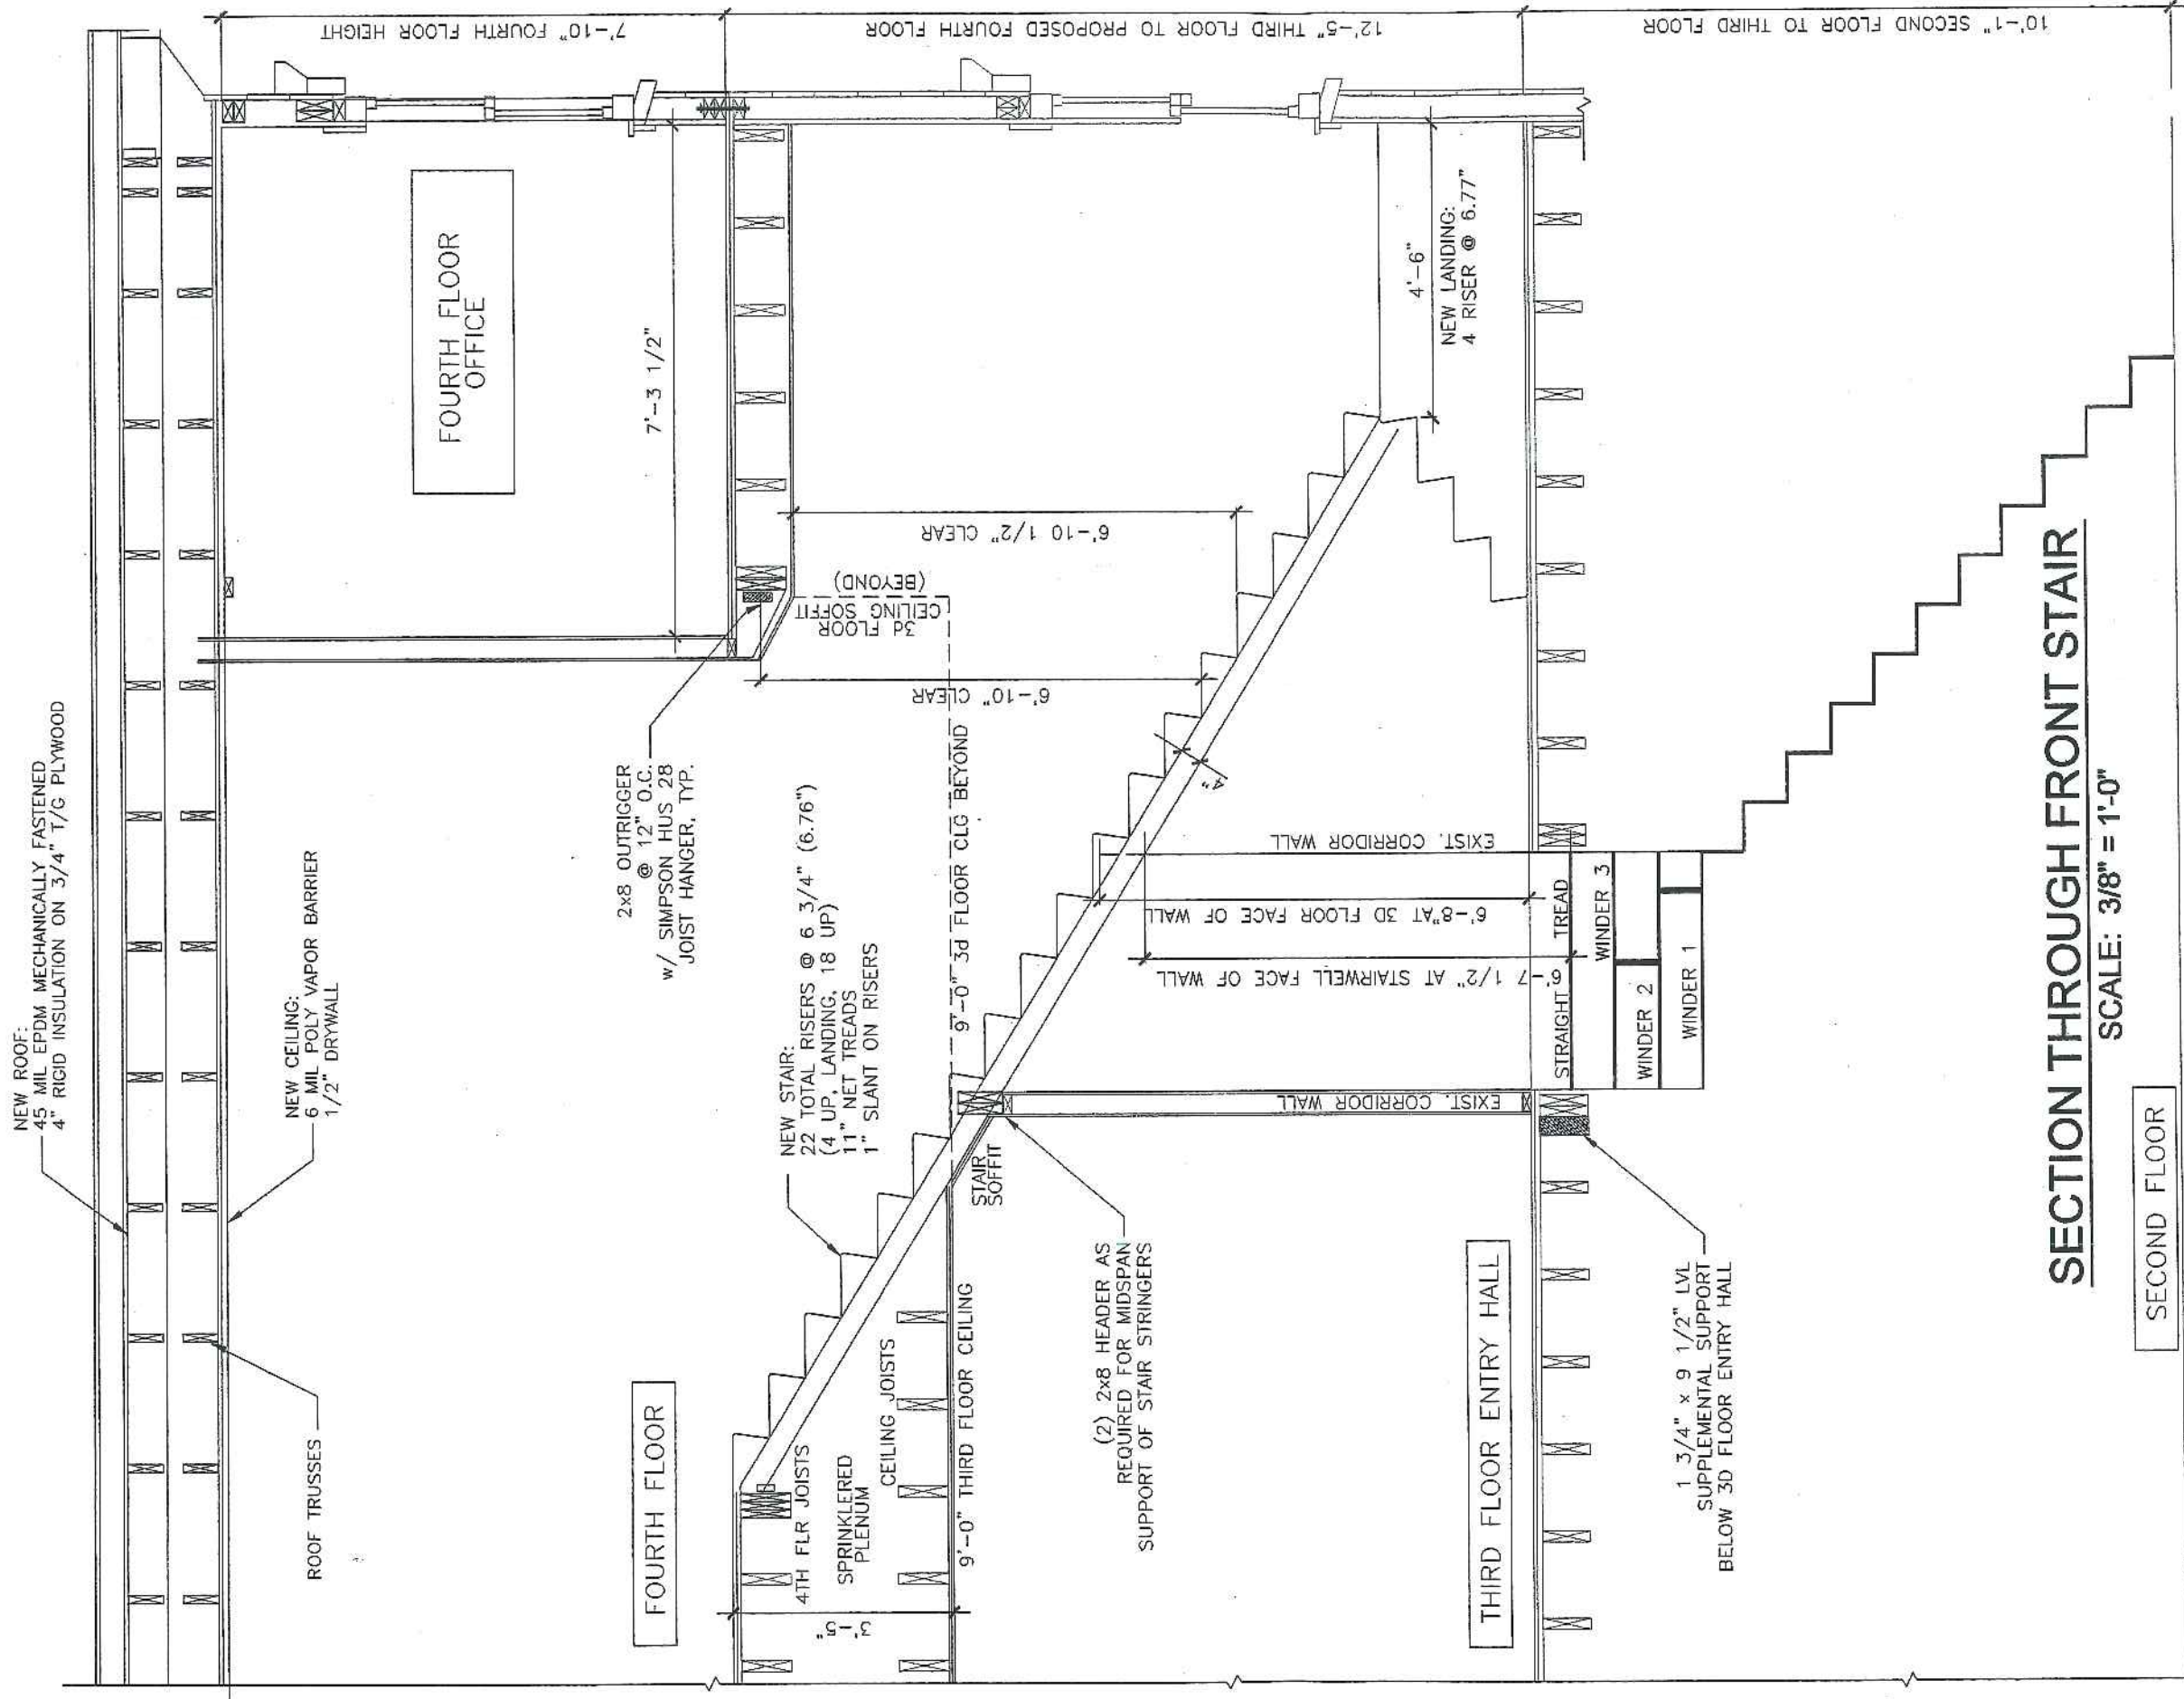 NEW ROOF:
45 MIL EPDM MECHANICALLY FASTENED
4" RIGID INSULATION ON 3/4" T/G PLYWOOD
NEW CEILING:
6 MIL POLY VAPOR BARRIER
1/2" DRYWALL
ROOF TRUSSES
7'-10" FOURTH FLOOR HEIGHT
12'-5" THIRD FLOOR TO PROPOSED FOURTH FLOOR
10'-1" SECOND FLOOR TO THIRD FLOOR
FOURTH FLOOR
OFFICE
7'-3 1/2"
2x8 OUTRIGGER
@ 12" O.C.
w/ SIMPSON HUS 28
JOIST HANGER, TYP.
3d FLOOR
CEILING SOFFIT
(BEYOND)
6'-10 1/2" CLEAR
6'-10" CLEAR
NEW STAIR:
22 TOTAL RISERS @ 6 3/4" (6.76")
(4 UP, LANDING, 18 UP)
11" NET TREADS
1" SLANT ON RISERS
9'-0" 3d FLOOR CLG BEYOND
4'-6"
NEW LANDING:
4 RISER @ 6.77"
4"
FOURTH FLOOR
4TH FLR JOISTS
SPRINKLERED
PLENUM
CEILING JOISTS
3'-5"
9'-0" THIRD FLOOR CEILING
STAIR
SOFFIT
(2) 2x8 HEADER AS
REQUIRED FOR MIDSPAN
SUPPORT OF STAIR STRINGERS
EXIST. CORRIDOR WALL
EXIST. CORRIDOR WALL
6'-8"AT 3D FLOOR FACE OF WALL
6'-7 1/2" AT STAIRWELL FACE OF WALL
THIRD FLOOR ENTRY HALL
STRAIGHT TREAD
WINDER 3
WINDER 2
WINDER 1
1 3/4" x 9 1/2" LVL
SUPPLEMENTAL SUPPORT
BELOW 3D FLOOR ENTRY HALL
SECTION THROUGH FRONT STAIR
SCALE: 3/8" = 1'-0"
SECOND FLOOR